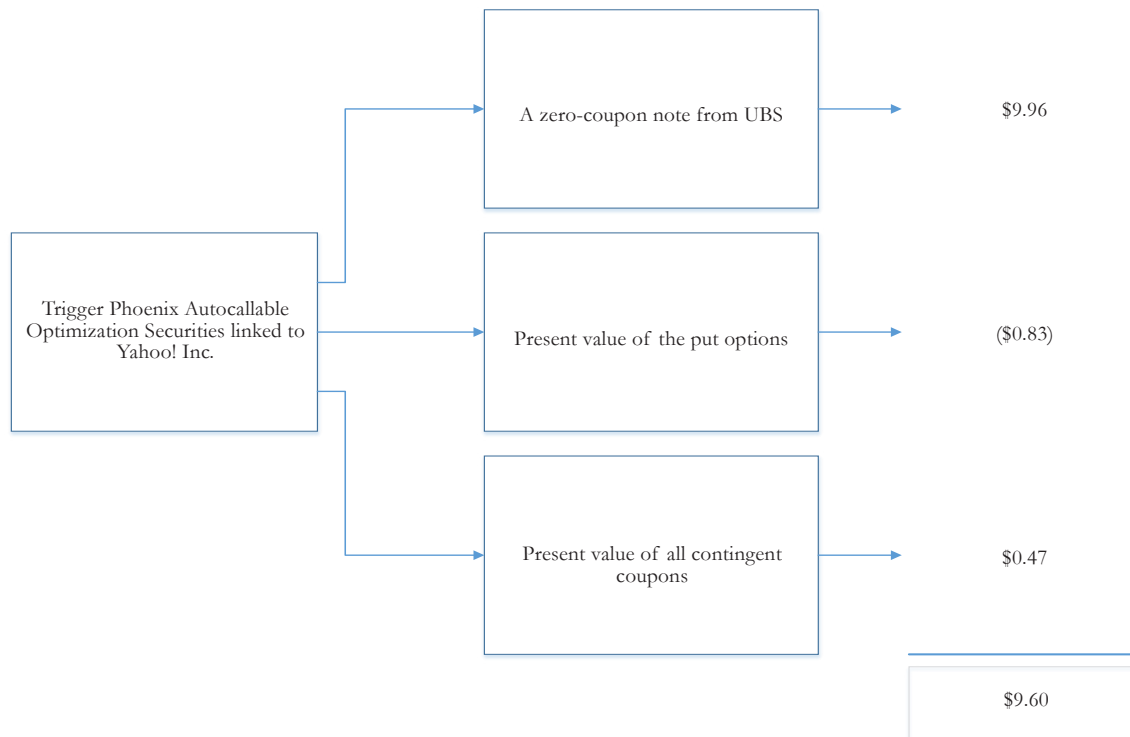 A zero-coupon note from UBS
$9.96
Trigger Phoenix Autocallable
Optimization Securities linked to
Yahoo! Inc.
Present value of the put options
($0.83)
Present value of all contingent
coupons
$0.47
$9.60